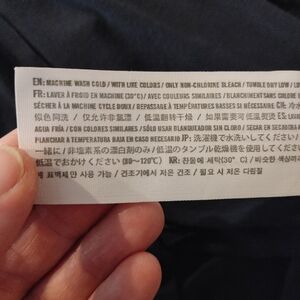 EN: MACHINE WASH COLD / WITH LIKE COLORS / ONLY NON-CHLORINE BLEACH / TUMBLE DRY LOW /
FR: LAVER À FROID EN MACHINE (30°C) / AVEC COULEURS SIMILAIRES / BLANCHIMENT SANS CHLORE
SÉCHER À LA MACHINE CYCLE DOUX / REPASSAGE À TEMPÉRATURES BASSES SI NÉCESSAIRE CH: 冷水
似色同洗 / 仅允许非氯漂 / 低温翻转干燥 / 如果需要可低温熨烫 ES: LAVAR
AGUA FRÍA / CON COLORES SIMILARES / SÓLO USAR BLANQUEADOR SIN CLORO / SECAR EN SECADORA
PLANCHAR A TEMPERATURA BAJA EN CASO NECESARIO JP: 洗濯機で水洗いしてください /
一緒に / 非塩素系の漂白剤のみ / 低温のタンブル乾燥機を使用してください
低温でおかけください (80~120℃) KR: 찬물에 세탁(30°C) / 비슷한 색상끼리
계 표백제만 사용 가능 / 건조기에서 저온 건조 / 필요 시 저온 다림질